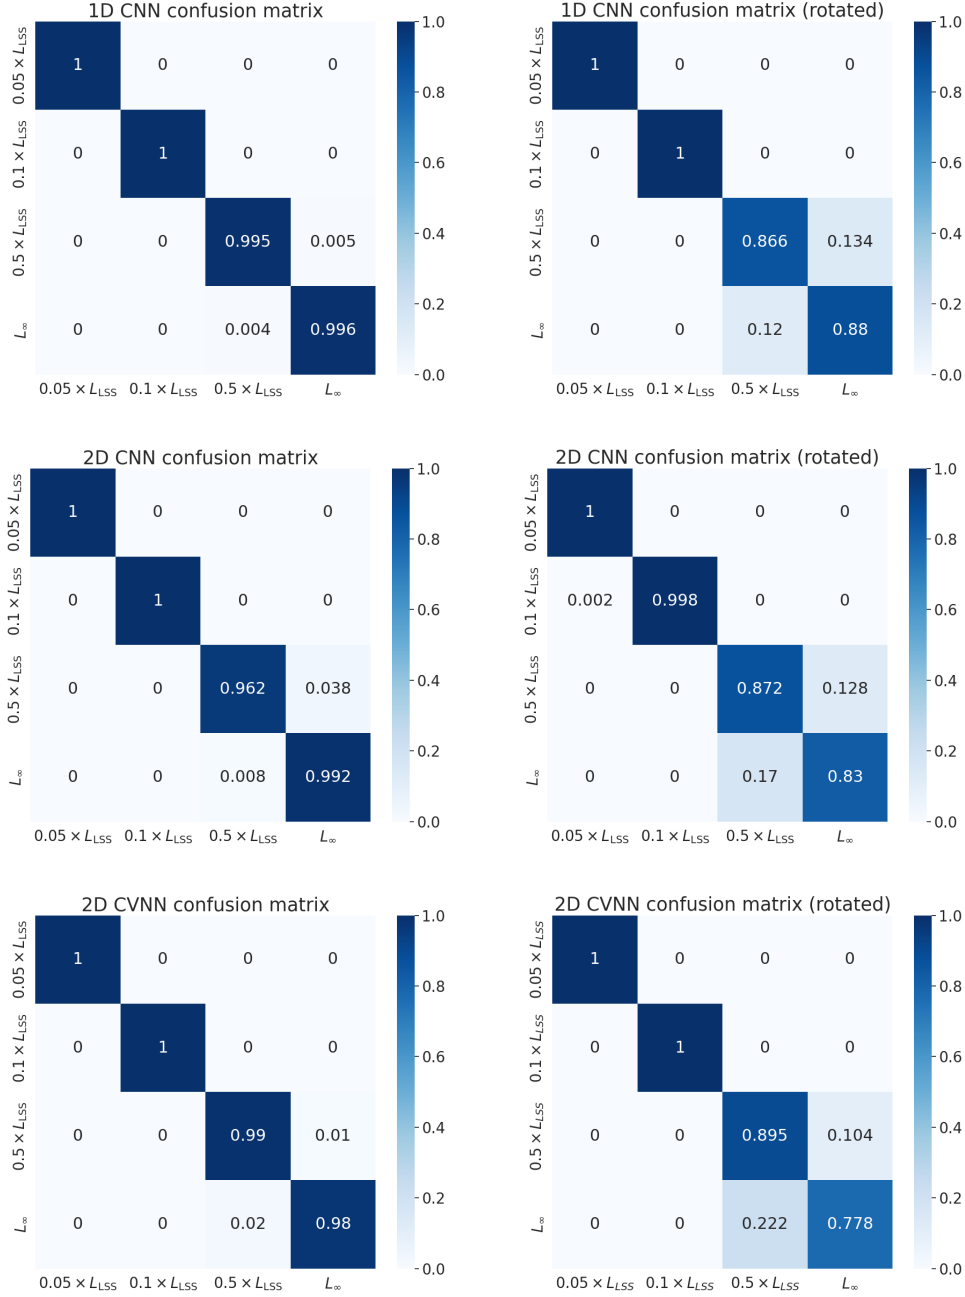 1D CNN confusion matrix
0.05 × L_LSS 1 0 0 0
0.1 × L_LSS 0 1 0 0
0.5 × L_LSS 0 0 0.995 0.005
L_∞ 0 0 0.004 0.996
0.05 × L_LSS 0.1 × L_LSS 0.5 × L_LSS L_∞
1.0
0.8
0.6
0.4
0.2
0.0
1D CNN confusion matrix (rotated)
0.05 × L_LSS 1 0 0 0
0.1 × L_LSS 0 1 0 0
0.5 × L_LSS 0 0 0.866 0.134
L_∞ 0 0 0.12 0.88
0.05 × L_LSS 0.1 × L_LSS 0.5 × L_LSS L_∞
1.0
0.8
0.6
0.4
0.2
0.0
2D CNN confusion matrix
0.05 × L_LSS 1 0 0 0
0.1 × L_LSS 0 1 0 0
0.5 × L_LSS 0 0 0.962 0.038
L_∞ 0 0 0.008 0.992
0.05 × L_LSS 0.1 × L_LSS 0.5 × L_LSS L_∞
1.0
0.8
0.6
0.4
0.2
0.0
2D CNN confusion matrix (rotated)
0.05 × L_LSS 1 0 0 0
0.1 × L_LSS 0.002 0.998 0 0
0.5 × L_LSS 0 0 0.872 0.128
L_∞ 0 0 0.17 0.83
0.05 × L_LSS 0.1 × L_LSS 0.5 × L_LSS L_∞
1.0
0.8
0.6
0.4
0.2
0.0
2D CVNN confusion matrix
0.05 × L_LSS 1 0 0 0
0.1 × L_LSS 0 1 0 0
0.5 × L_LSS 0 0 0.99 0.01
L_∞ 0 0 0.02 0.98
0.05 × L_LSS 0.1 × L_LSS 0.5 × L_LSS L_∞
1.0
0.8
0.6
0.4
0.2
0.0
2D CVNN confusion matrix (rotated)
0.05 × L_LSS 1 0 0 0
0.1 × L_LSS 0 1 0 0
0.5 × L_LSS 0 0 0.895 0.104
L_∞ 0 0 0.222 0.778
0.05 × L_LSS 0.1 × L_LSS 0.5 × L_LSS L_∞
1.0
0.8
0.6
0.4
0.2
0.0